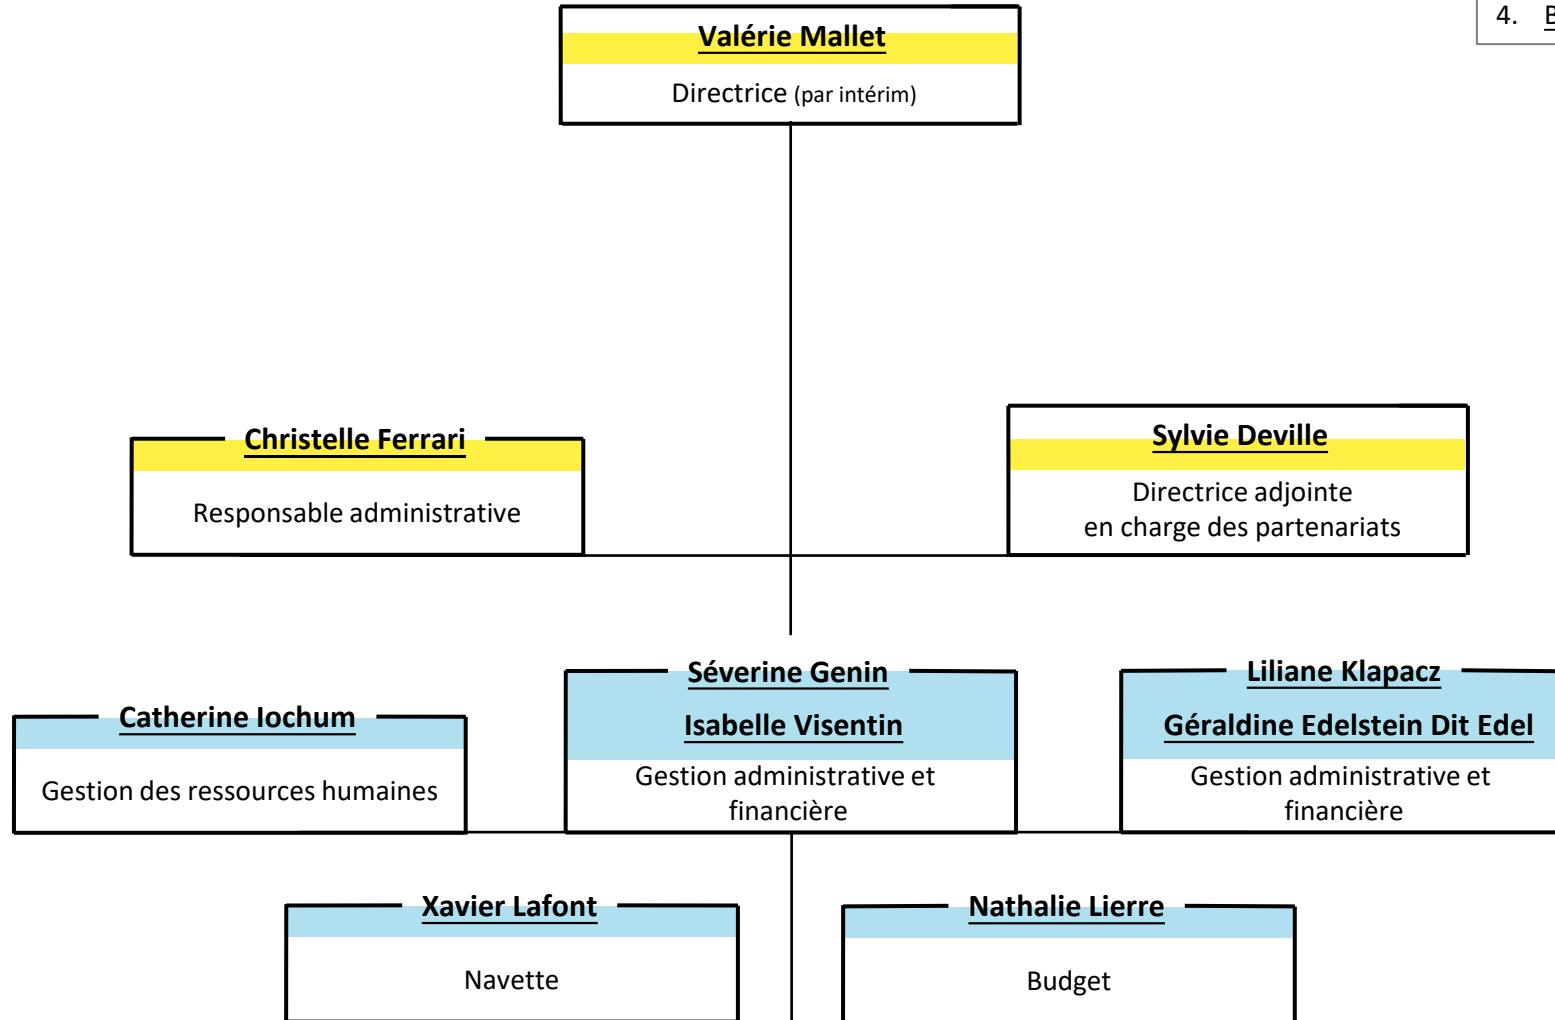 4. B
Valérie Mallet
Directrice (par intérim)
Christelle Ferrari
Responsable administrative
Sylvie Deville
Directrice adjointe
en charge des partenariats
Catherine Iochum
Gestion des ressources humaines
Séverine Genin
Isabelle Visentin
Gestion administrative et
financière
Liliane Klapacz
Géraldine Edelstein Dit Edel
Gestion administrative et
financière
Xavier Lafont
Navette
Nathalie Lierre
Budget